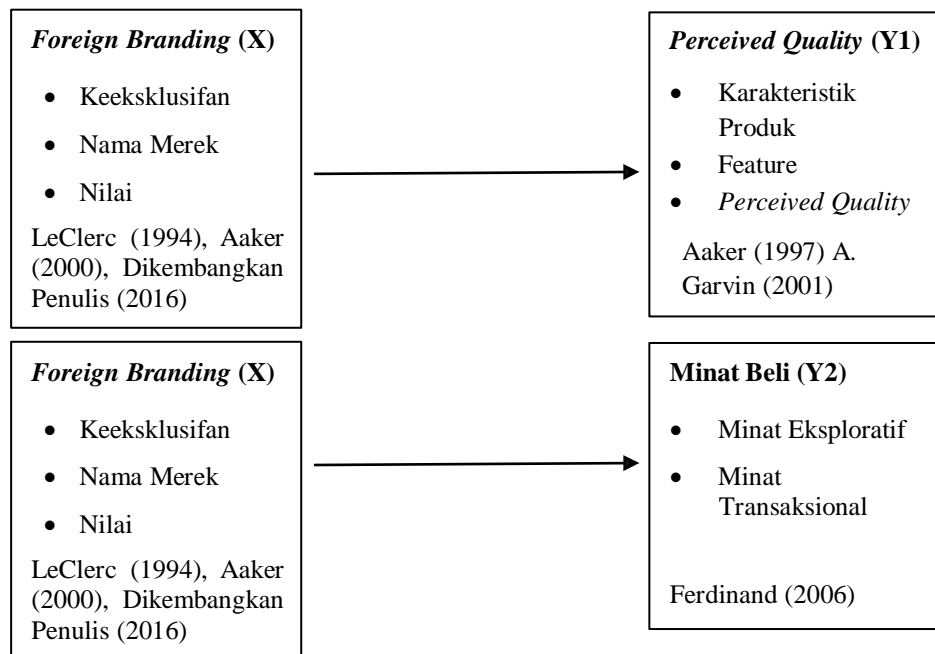 Foreign Branding (X)
• Keeksklusifan
• Nama Merek
• Nilai
LeClerc (1994), Aaker
(2000), Dikembangkan
Penulis (2016)
Perceived Quality (Y1)
• Karakteristik
Produk
• Feature
• Perceived Quality
Aaker (1997) A.
Garvin (2001)
Foreign Branding (X)
• Keeksklusifan
• Nama Merek
• Nilai
LeClerc (1994), Aaker
(2000), Dikembangkan
Penulis (2016)
Minat Beli (Y2)
• Minat Eksploratif
• Minat
Transaksional
Ferdinand (2006)